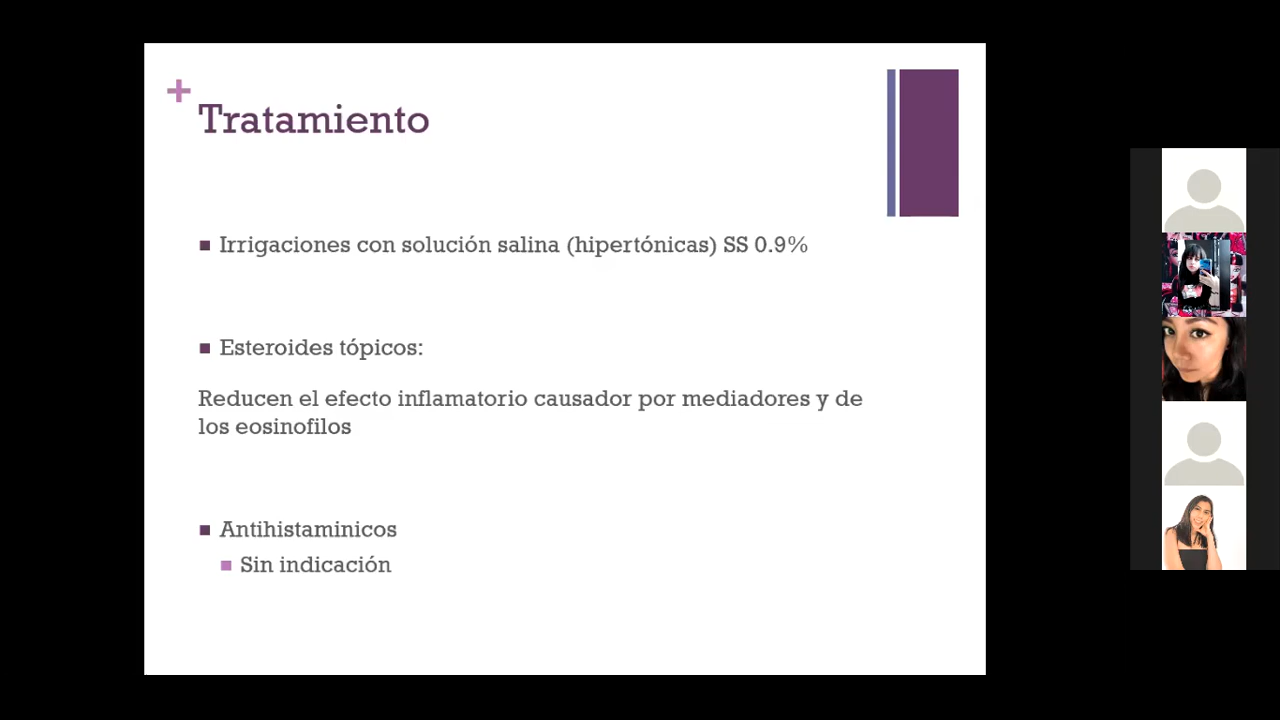 +
Tratamiento
Irrigaciones con solución salina (hipertónicas) SS 0.9%
Esteroides tópicos:
Reducen el efecto inflamatorio causador por mediadores y de
los eosinofilos
Antihistaminicos
Sin indicación